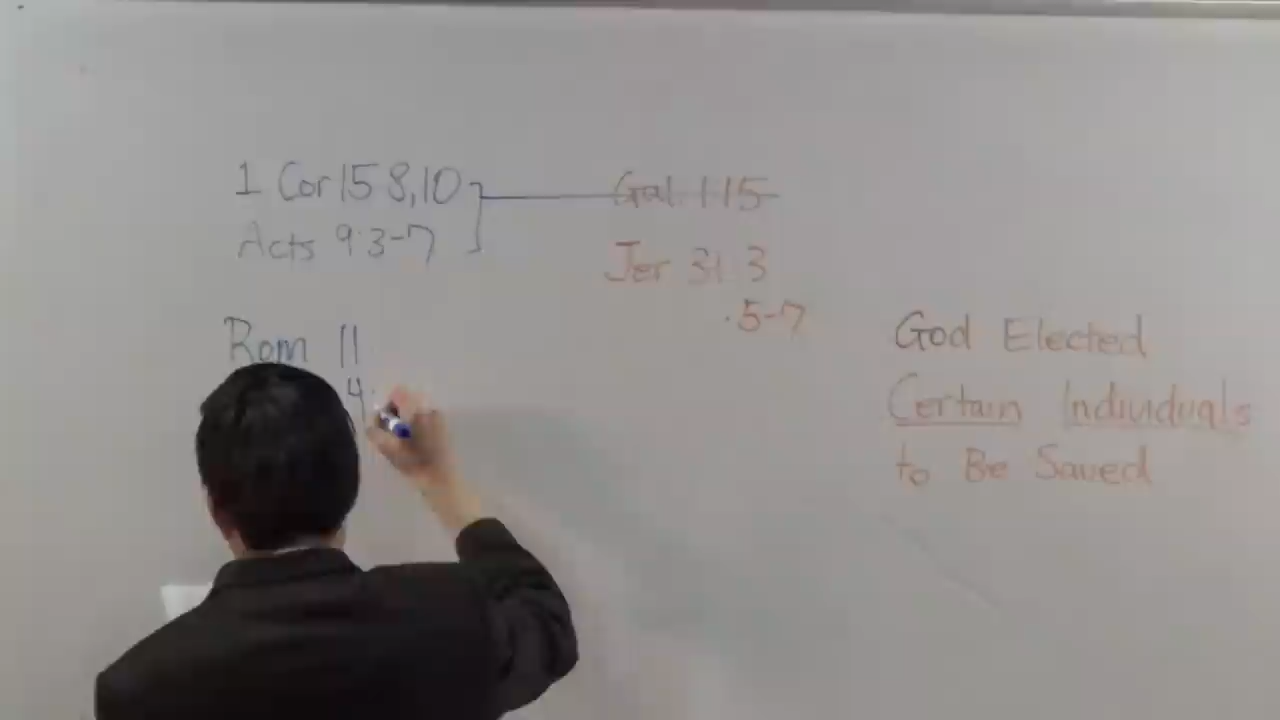 1 Cor 15 8,10
Acts 9:3-7
Gal. 1 15
Jer 31 3
. 5-7
Rom 11
4
God Elected
Certain Individuals
to Be Saved